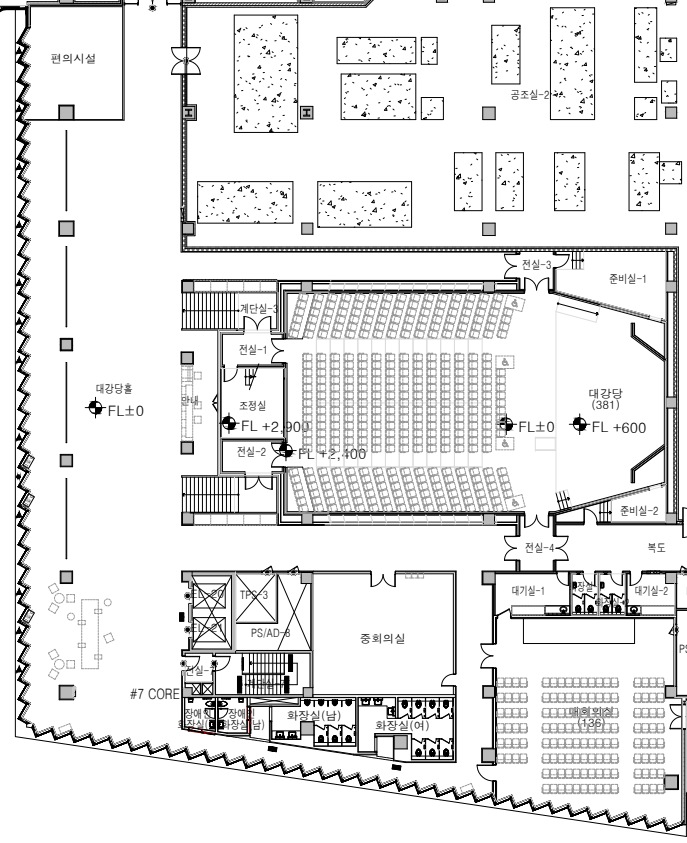 편의시설
공조실-2
전실-3
준비실-1
계단실-3
전실-1
대강당홀
FL±0
안내
조정실
FL +2,900
대강당
(381)
FL±0
FL +600
전실-2
FL +2,400
준비실-2
전실-4
복도
EL-20
TPS-3
대기실-1
대기실-2
EL-21
PS/AD-8
중회의실
#7 CORE
화장실(남)
화장실(여)
대회의실
(136)